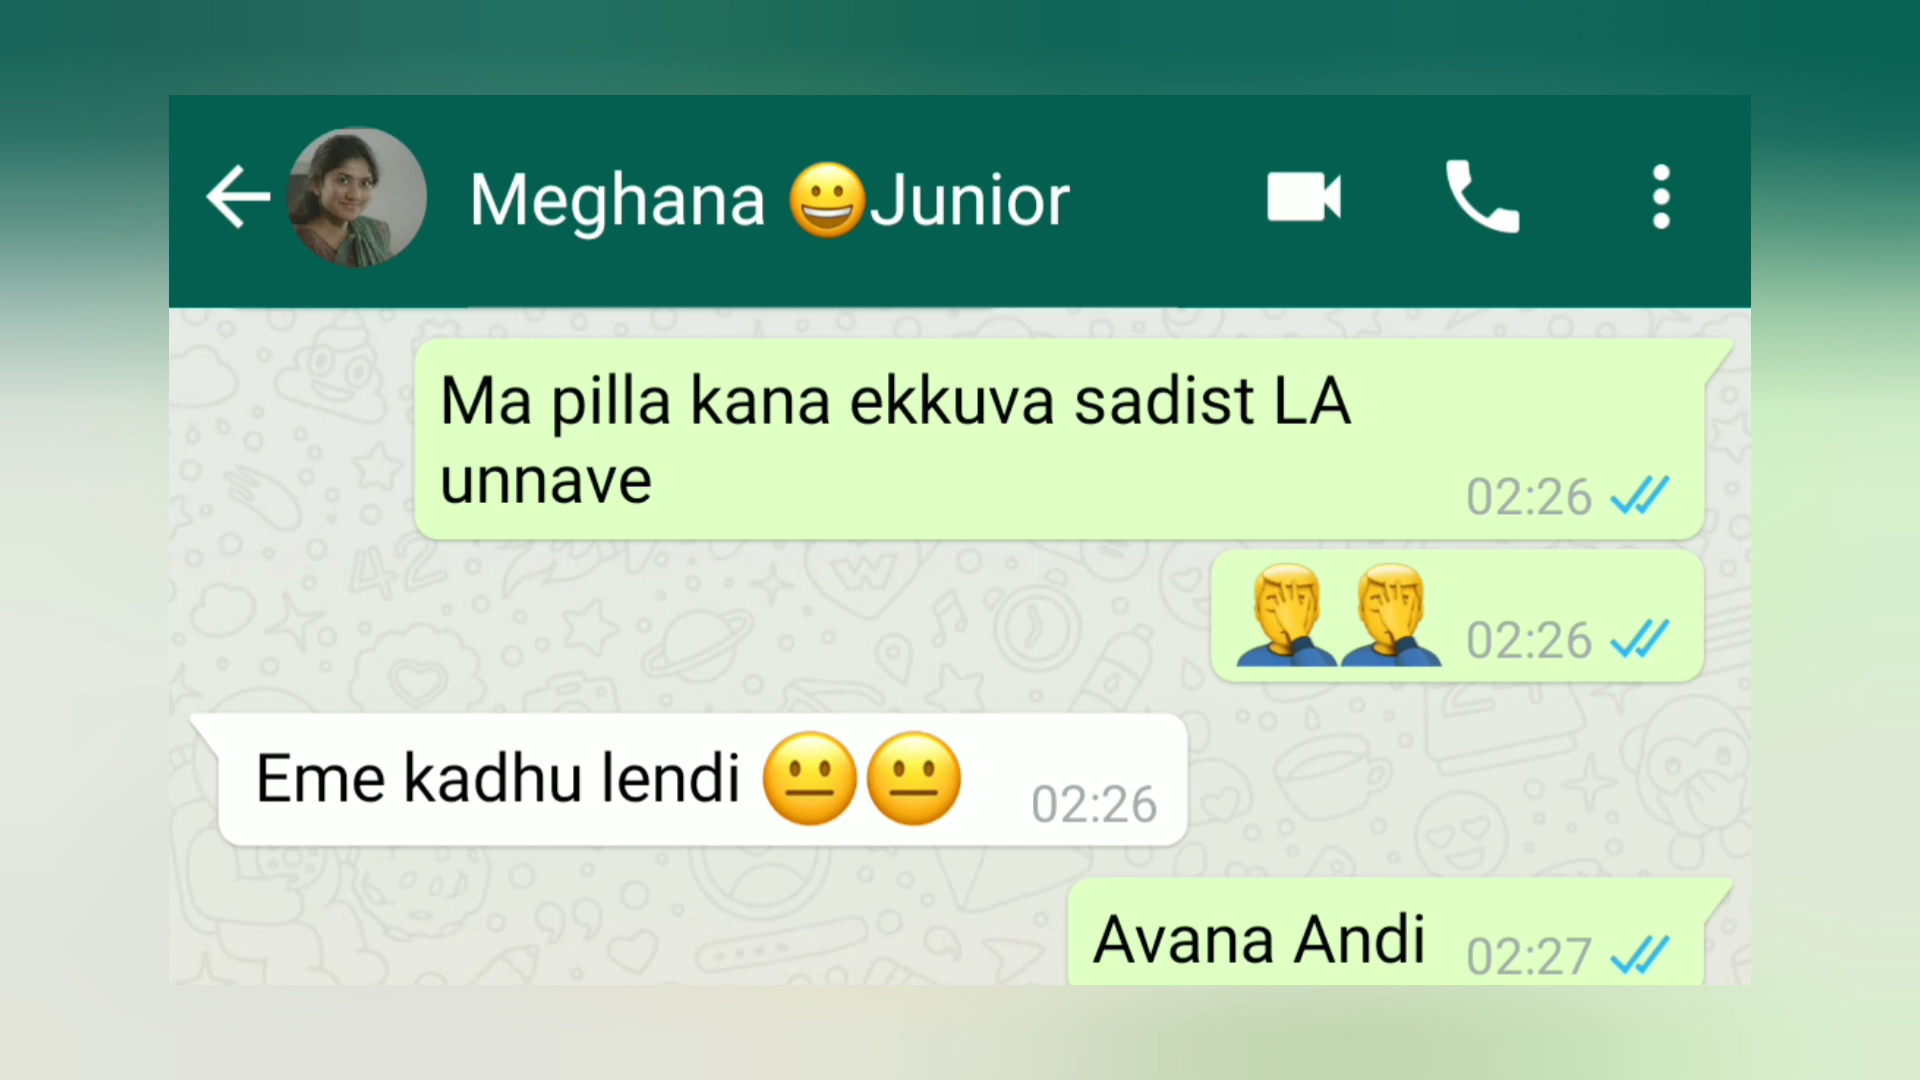 Meghana 😀Junior
Ma pilla kana ekkuva sadist LA
unnave
02:26
🤦‍♂️🤦‍♂️ 02:26
Eme kadhu lendi 😐😐 02:26
Avana Andi 02:27